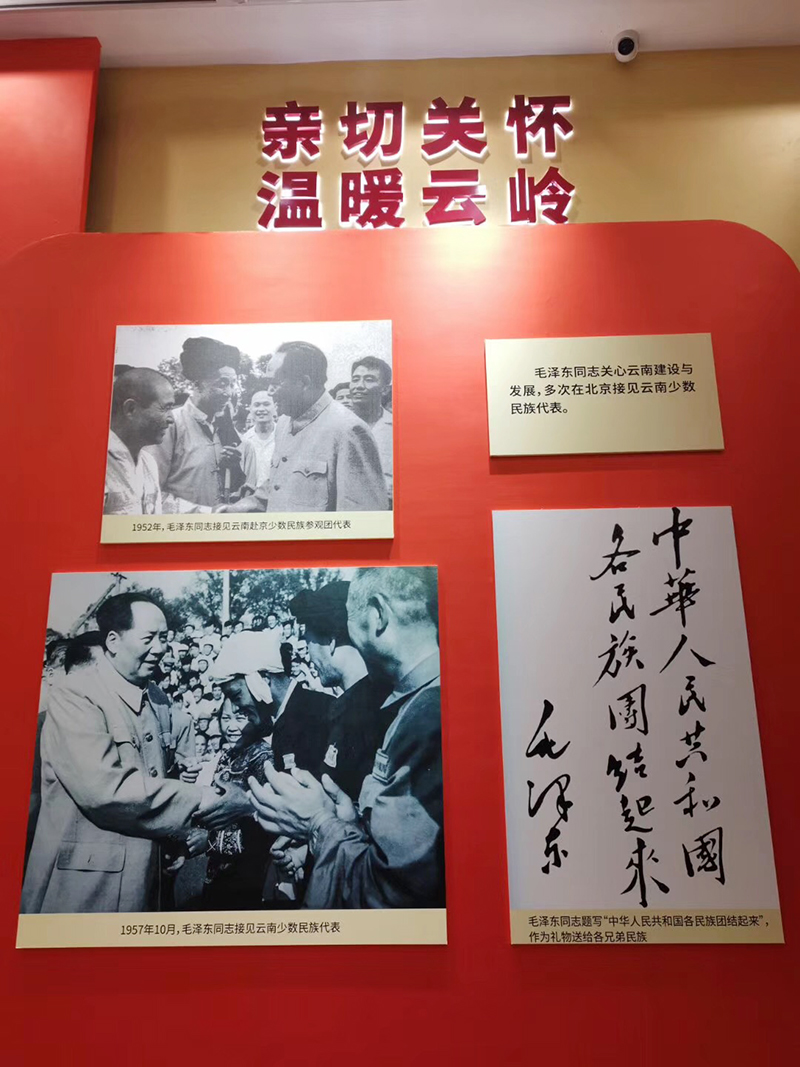 亲切关怀
温暖云岭
1952年，毛泽东同志接见云南赴京少数民族参观团代表
毛泽东同志关心云南建设与
发展，多次在北京接见云南少数
民族代表。
1957年10月，毛泽东同志接见云南少数民族代表
中華人民共和國
各民族團結起來
毛泽东
毛泽东同志题写“中华人民共和国各民族团结起来”，
作为礼物送给各兄弟民族